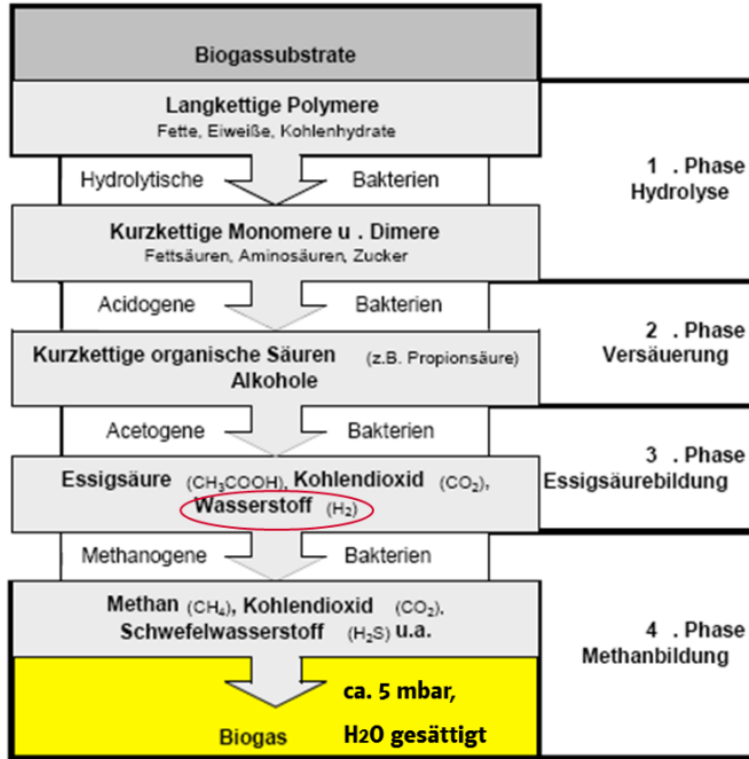 Biogassubstrate
Langkettige Polymere
Fette, Eiweiße, Kohlenhydrate
Hydrolytische Bakterien
1 . Phase
Hydrolyse
Kurzkettige Monomere u . Dimere
Fettsäuren, Aminosäuren, Zucker
Acidogene Bakterien
2 . Phase
Versäuerung
Kurzkettige organische Säuren (z.B. Propionsäure)
Alkohole
Acetogene Bakterien
3 . Phase
Essigsäurebildung
Essigsäure (CH₃COOH), Kohlendioxid (CO₂),
Wasserstoff (H₂)
Methanogene Bakterien
Methan (CH₄), Kohlendioxid (CO₂),
Schwefelwasserstoff (H₂S) u.a.
4 . Phase
Methanbildung
ca. 5 mbar,
Biogas H2O gesättigt